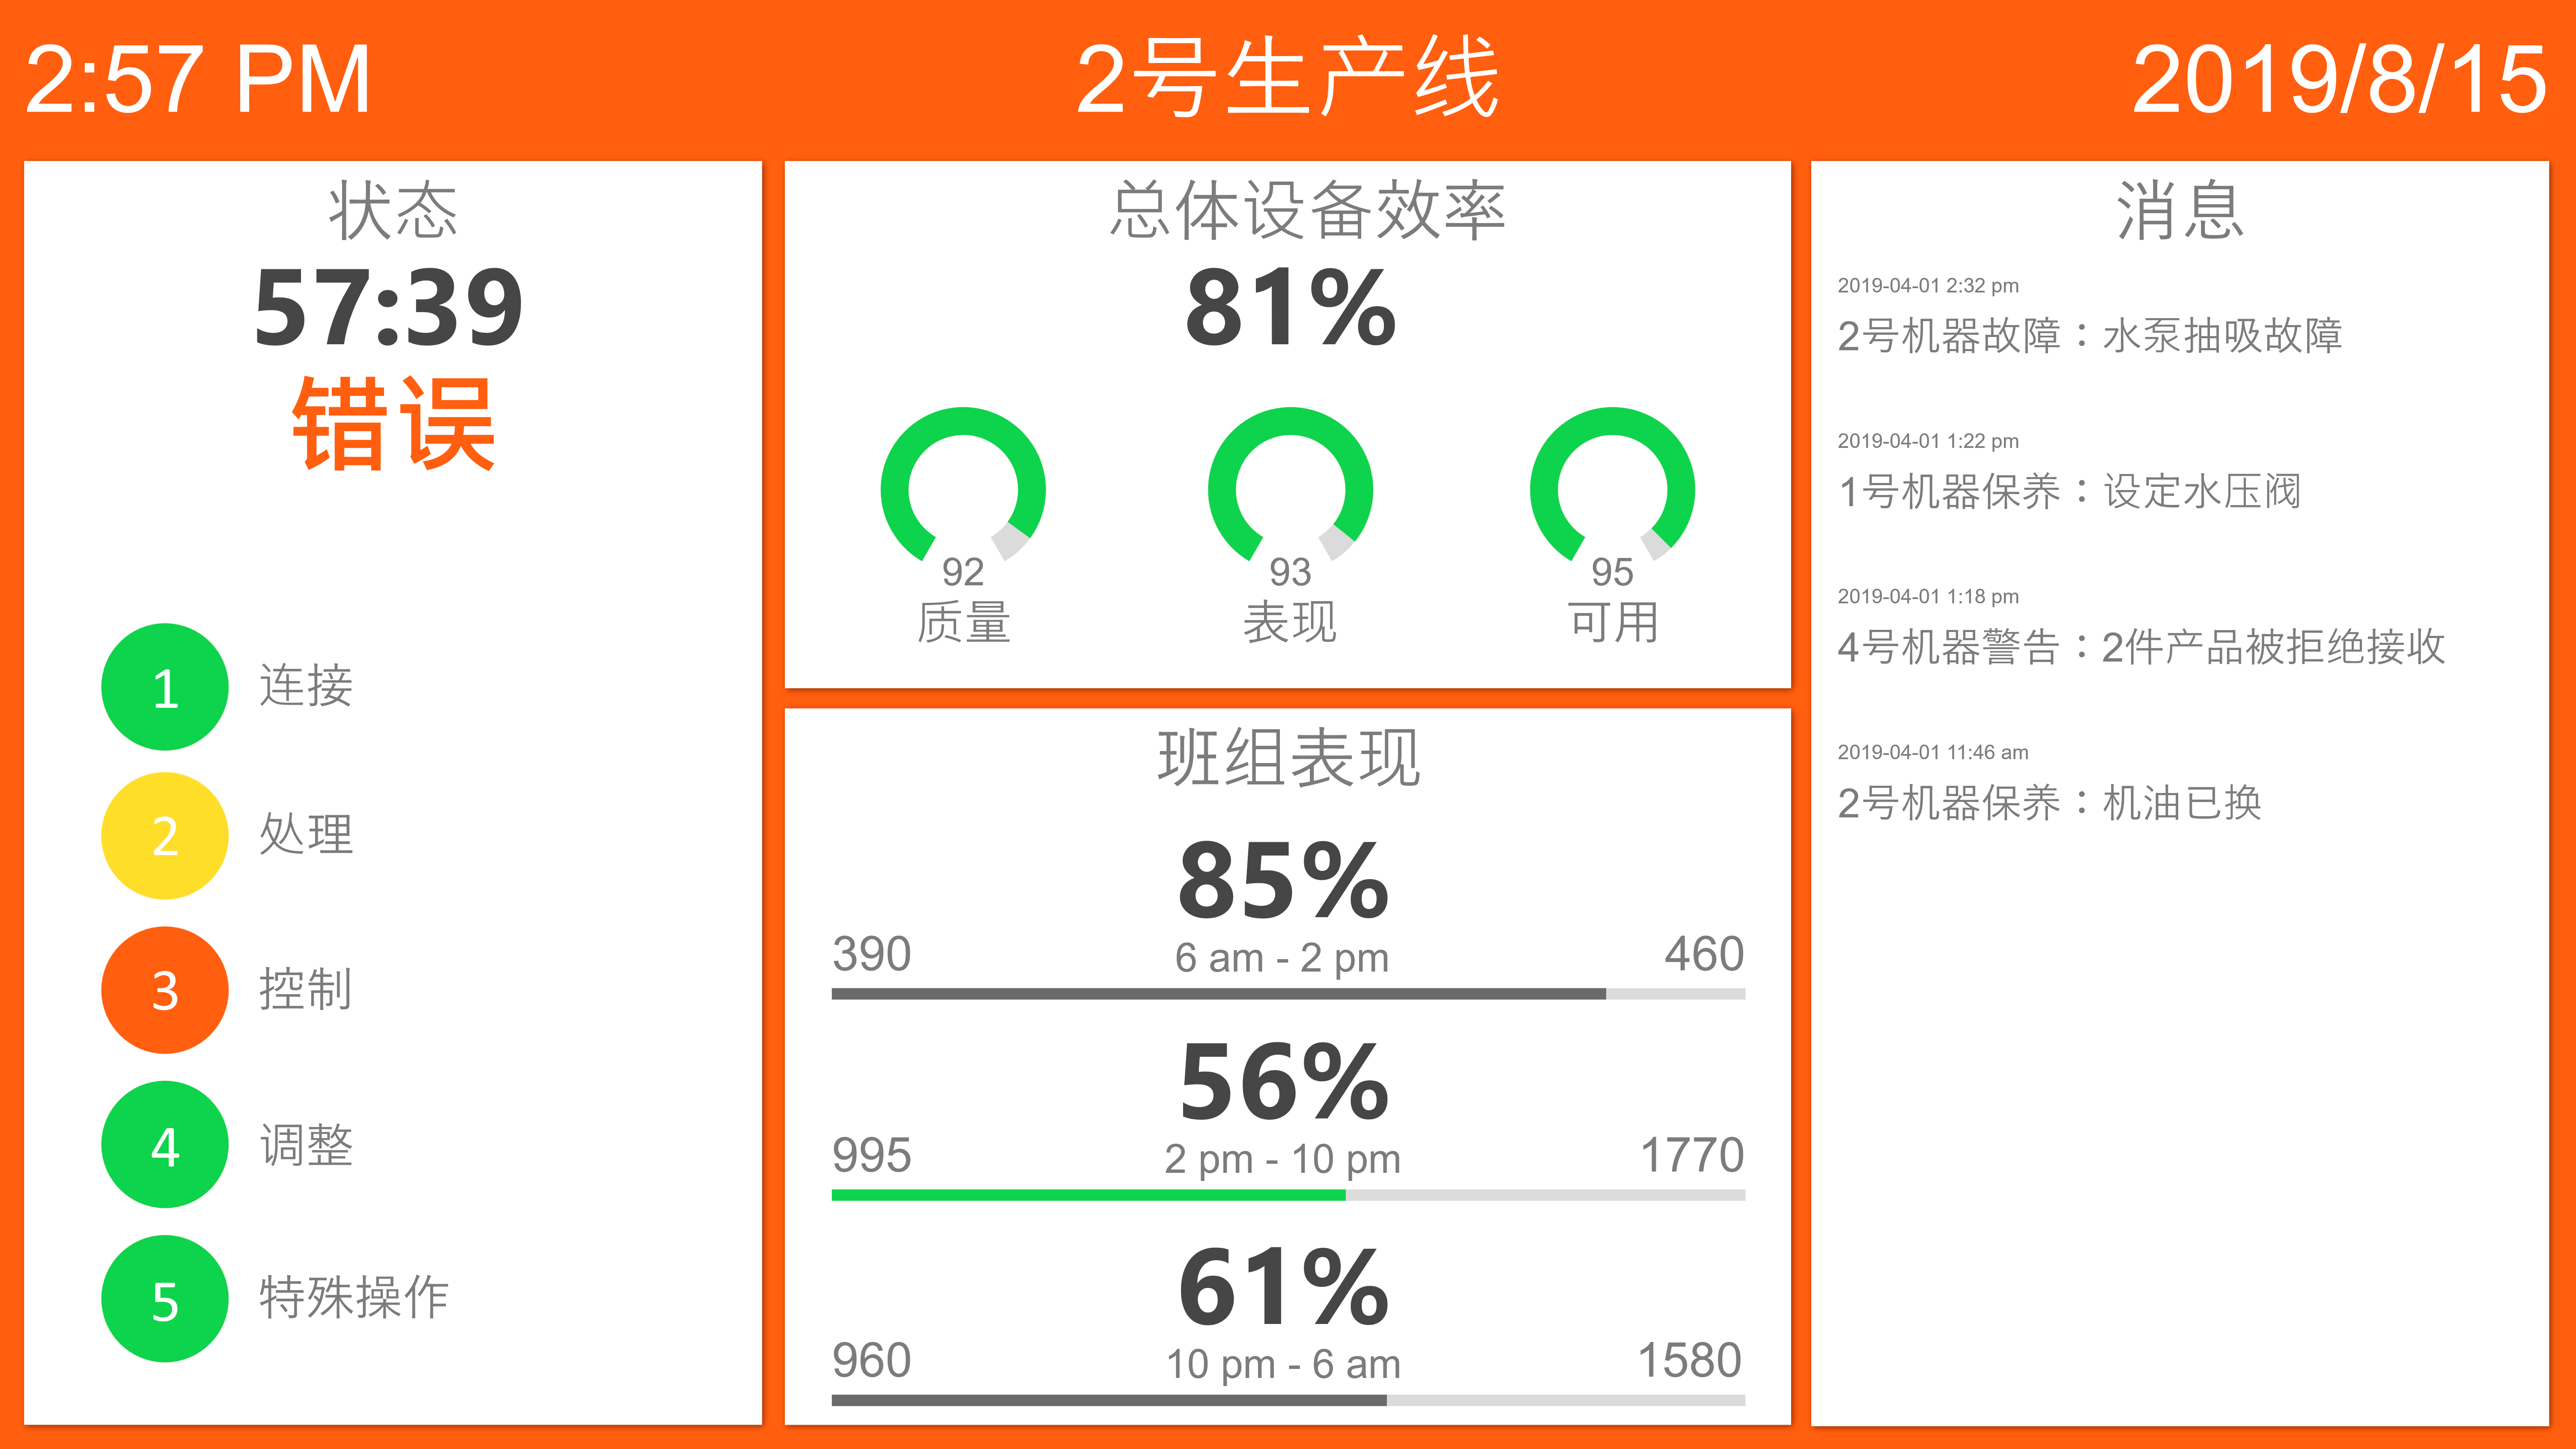 2:57 PM
2号生产线
2019/8/15
状态
57:39
错误
1 连接
2 处理
3 控制
4 调整
5 特殊操作
总体设备效率
81%
92
质量
93
表现
95
可用
班组表现
85%
390 6 am - 2 pm 460
56%
995 2 pm - 10 pm 1770
61%
960 10 pm - 6 am 1580
消息
2019-04-01 2:32 pm
2号机器故障：水泵抽吸故障
2019-04-01 1:22 pm
1号机器保养：设定水压阀
2019-04-01 1:18 pm
4号机器警告：2件产品被拒绝接收
2019-04-01 11:46 am
2号机器保养：机油已换